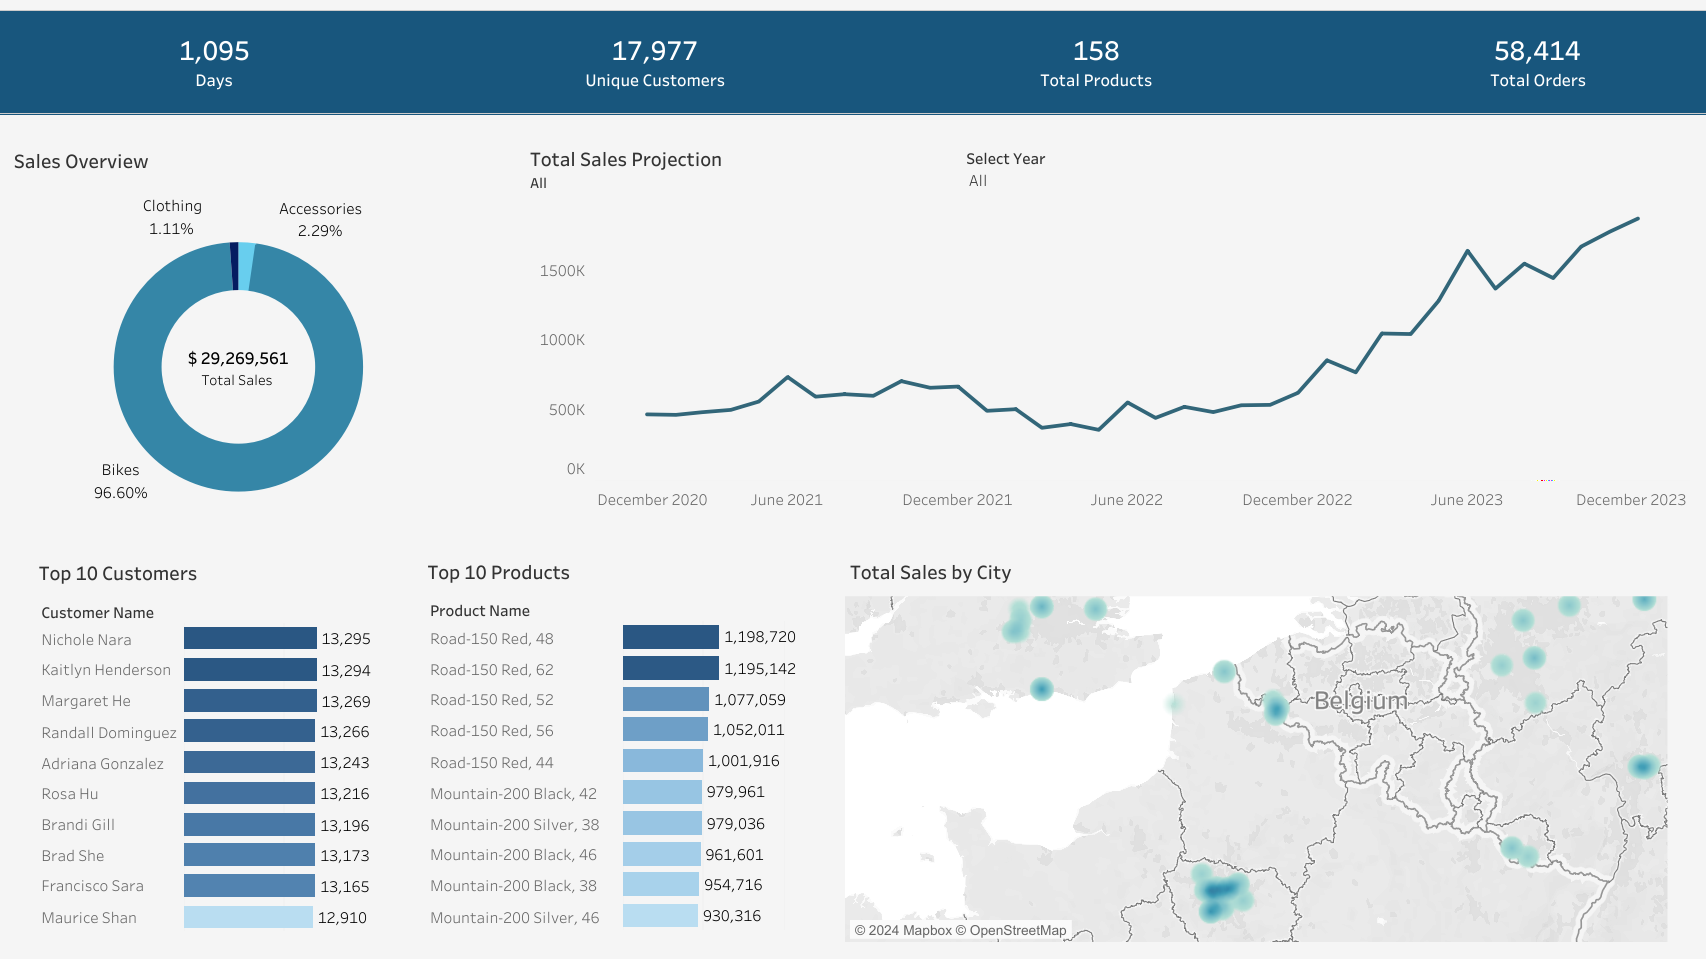 1,095
Days
17,977
Unique Customers
158
Total Products
58,414
Total Orders
Sales Overview
Clothing
1.11%
Accessories
2.29%
$ 29,269,561
Total Sales
Bikes
96.60%
Total Sales Projection
All
Select Year
All
1500K
1000K
500K
0K
December 2020
June 2021
December 2021
June 2022
December 2022
June 2023
December 2023
Top 10 Customers
Customer Name
Nichole Nara 13,295
Kaitlyn Henderson 13,294
Margaret He 13,269
Randall Dominguez 13,266
Adriana Gonzalez 13,243
Rosa Hu 13,216
Brandi Gill 13,196
Brad She 13,173
Francisco Sara 13,165
Maurice Shan 12,910
Top 10 Products
Product Name
Road-150 Red, 48 1,198,720
Road-150 Red, 62 1,195,142
Road-150 Red, 52 1,077,059
Road-150 Red, 56 1,052,011
Road-150 Red, 44 1,001,916
Mountain-200 Black, 42 979,961
Mountain-200 Silver, 38 979,036
Mountain-200 Black, 46 961,601
Mountain-200 Black, 38 954,716
Mountain-200 Silver, 46 930,316
Total Sales by City
Belgium
© 2024 Mapbox © OpenStreetMap